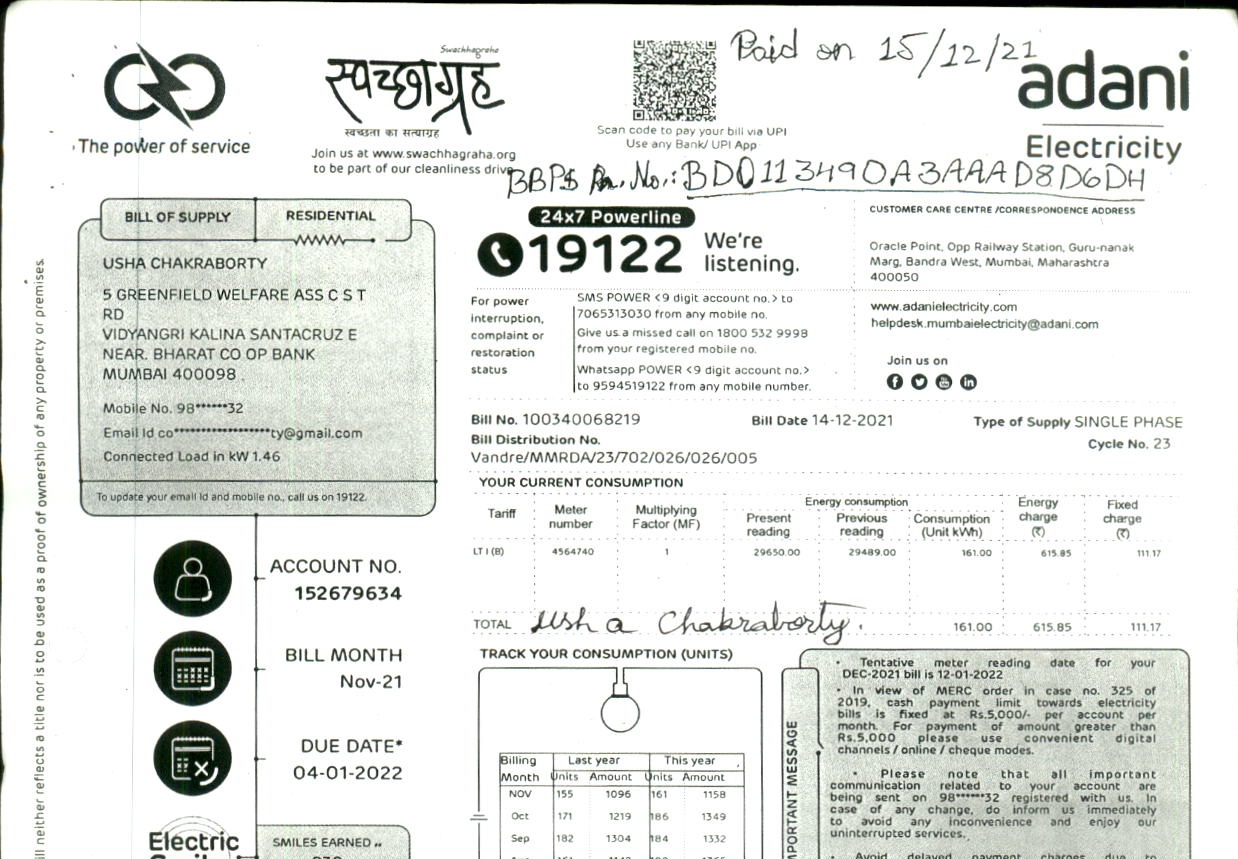 Swachhagraha
स्वच्छाग्रह
स्वच्छता का सत्याग्रह
Join us at www.swachhagraha.org
to be part of our cleanliness drive
The power of service
Scan code to pay your bill via UPI
Use any Bank/ UPI App
Paid on 15/12/21
adani
Electricity
BBPS Rn. No.: BD011349OA3AAAD8D6DH
BILL OF SUPPLY
RESIDENTIAL
USHA CHAKRABORTY
5 GREENFIELD WELFARE ASS C S T
RD
VIDYANGRI KALINA SANTACRUZ E
NEAR. BHARAT CO OP BANK
MUMBAI 400098
Mobile No. 98******32
Email Id co*****************ty@gmail.com
Connected Load in kW 1.46
To update your email Id and mobile no., call us on 19122.
ACCOUNT NO.
152679634
BILL MONTH
Nov-21
DUE DATE*
04-01-2022
Electric
SMILES EARNED
24x7 Powerline
19122 We're
listening.
For power
interruption,
complaint or
restoration
status
SMS POWER <9 digit account no.> to
7065313030 from any mobile no.
Give us a missed call on 1800 532 9998
from your registered mobile no.
Whatsapp POWER <9 digit account no.>
to 9594519122 from any mobile number.
CUSTOMER CARE CENTRE /CORRESPONDENCE ADDRESS
Oracle Point, Opp Railway Station, Guru-nanak
Marg, Bandra West, Mumbai, Maharashtra
400050
www.adanielectricity.com
helpdesk.mumbaielectricity@adani.com
Join us on
Bill No. 100340068219 Bill Date 14-12-2021 Type of Supply SINGLE PHASE
Bill Distribution No. Cycle No. 23
Vandre/MMRDA/23/702/026/026/005
YOUR CURRENT CONSUMPTION
Tariff Meter number Multiplying Factor (MF) Energy consumption Present reading Previous reading Consumption (Unit kWh) Energy charge (₹) Fixed charge (₹)
LT I (B) 4564740 1 29650.00 29489.00 161.00 615.85 111.17
TOTAL Usha Chakraborty. 161.00 615.85 111.17
TRACK YOUR CONSUMPTION (UNITS)
Billing Last year This year
Month Units Amount Units Amount
NOV 155 1096 161 1158
Oct 171 1219 186 1349
Sep 182 1304 184 1332
IMPORTANT MESSAGE
• Tentative meter reading date for your
DEC-2021 bill is 12-01-2022
• In view of MERC order in case no. 325 of
2019, cash payment limit towards electricity
bills is fixed at Rs.5,000/- per account per
month. For payment of amount greater than
Rs.5,000 please use convenient digital
channels / online / cheque modes.
• Please note that all important
communication related to your account are
being sent on 98******32 registered with us. In
case of any change, do inform us immediately
to avoid any inconvenience and enjoy our
uninterrupted services.
• Avoid delayed payment charges due to
ill neither reflects a title nor is to be used as a proof of ownership of any property or premises.